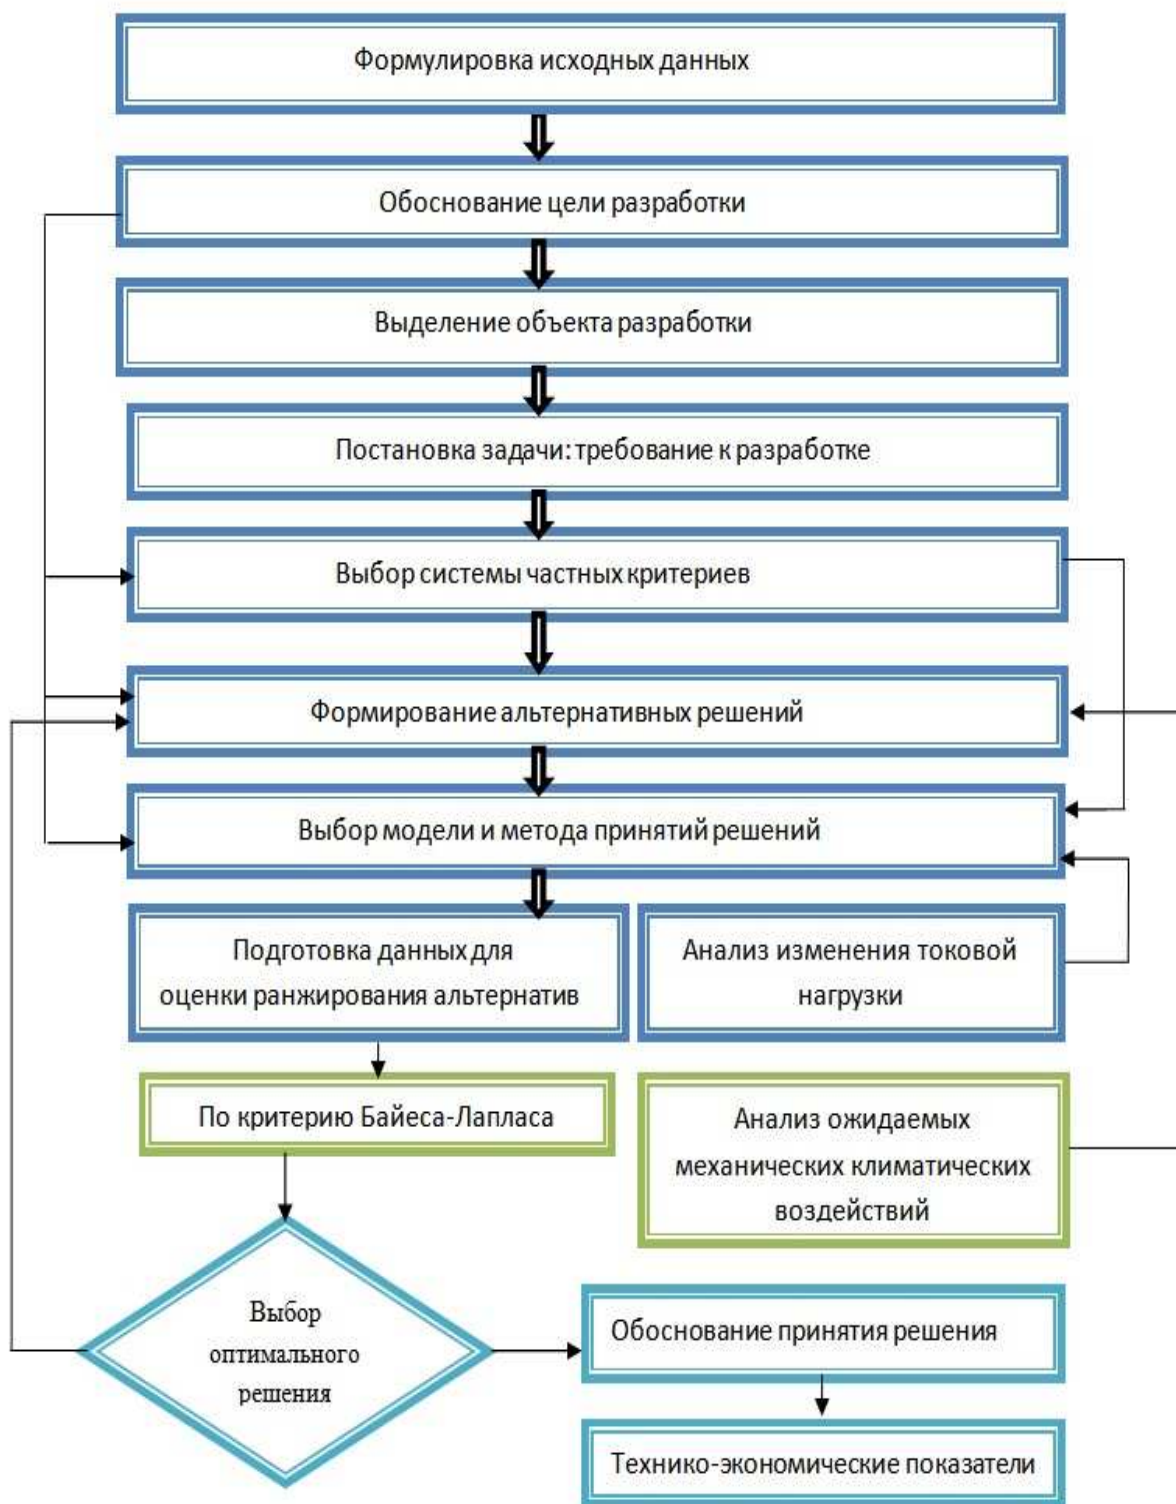 Формулировка исходных данных
Обоснование цели разработки
Выделение объекта разработки
Постановка задачи: требование к разработке
Выбор системы частных критериев
Формирование альтернативных решений
Выбор модели и метода принятий решений
Подготовка данных для
оценки ранжирования альтернатив
Анализ изменения токовой
нагрузки
По критерию Байеса-Лапласа
Анализ ожидаемых
механических климатических
воздействий
Выбор
оптимального
решения
Обоснование принятия решения
Технико-экономические показатели